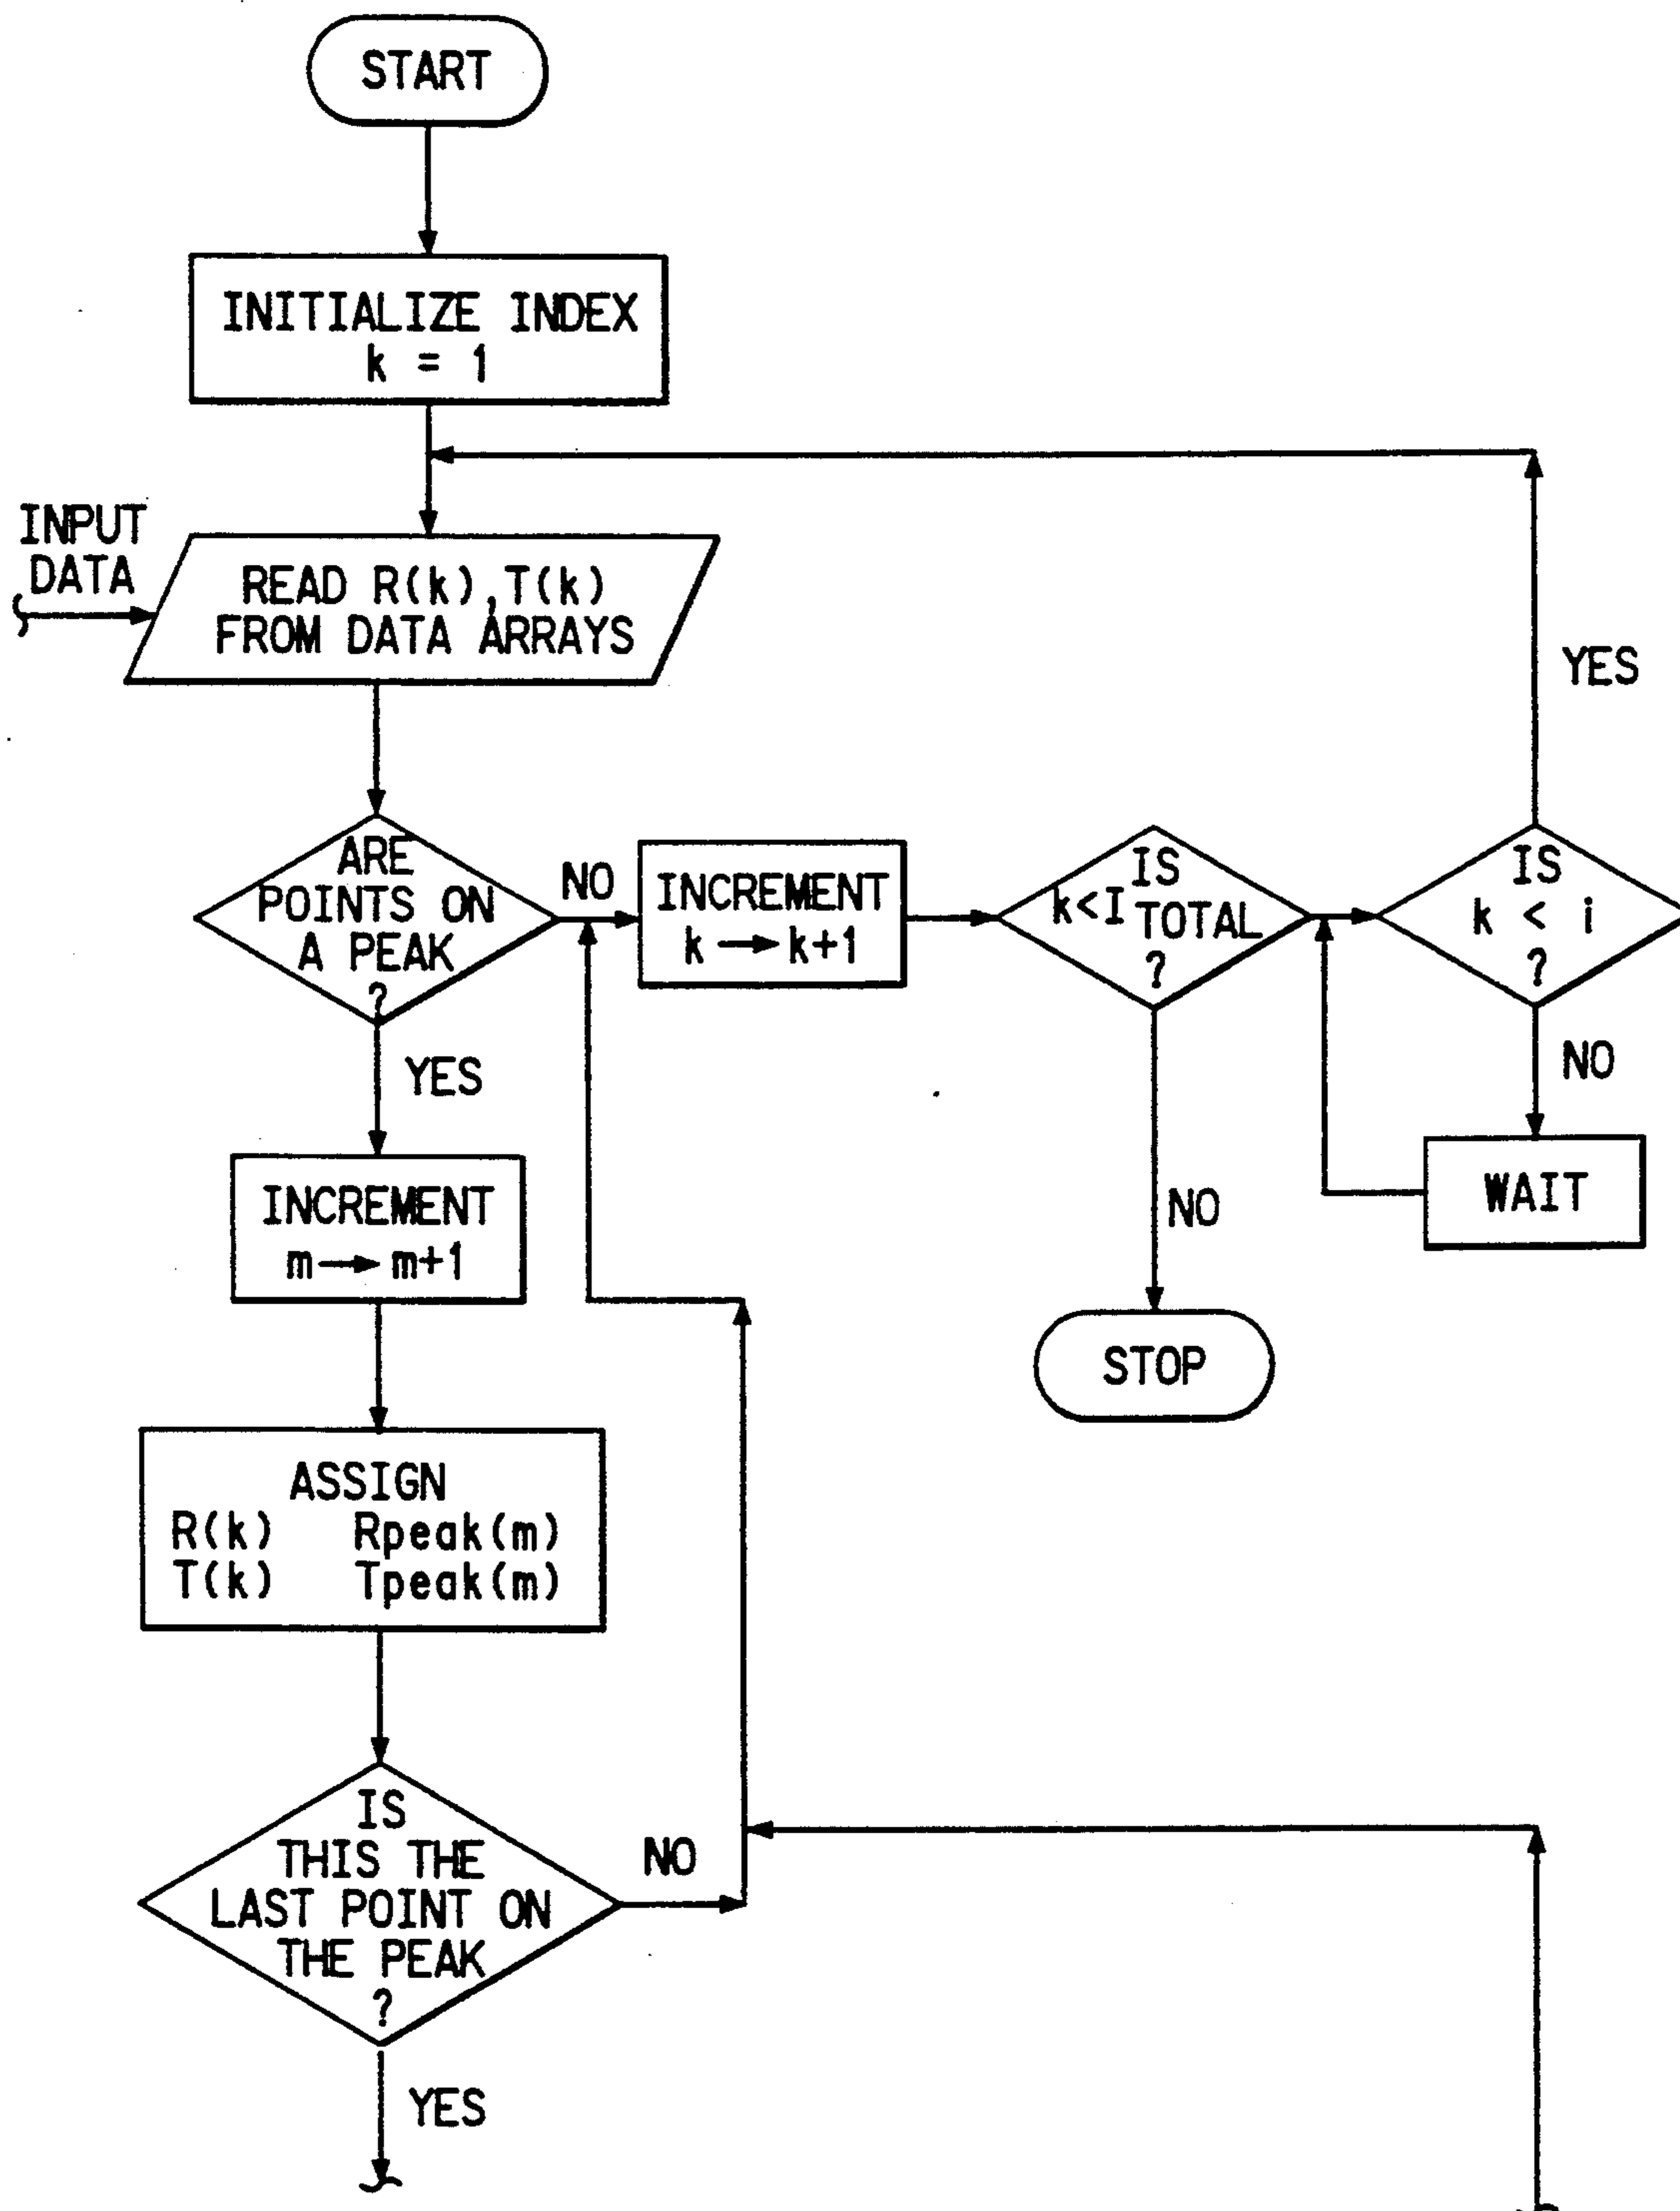 START
INITIALIZE INDEX
k = 1
INPUT
DATA
READ R(k),T(k)
FROM DATA ARRAYS
YES
ARE
POINTS ON
A PEAK
?
NO
INCREMENT
k → k+1
IS
k<I TOTAL
?
IS
k < i
?
YES
NO
INCREMENT
m → m+1
NO
WAIT
STOP
ASSIGN
R(k) Rpeak(m)
T(k) Tpeak(m)
IS
THIS THE
LAST POINT ON
THE PEAK
?
NO
YES